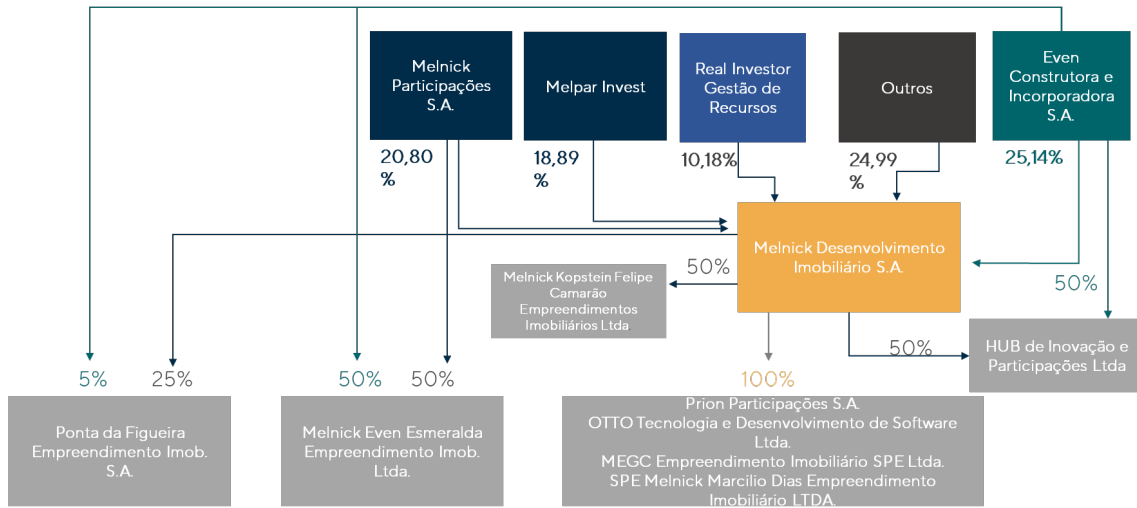 Melnick
Participações
S.A.
Melpar Invest
Real Investor
Gestão de
Recursos
Outros
Even
Construtora e
Incorporadora
S.A.
20,80
%
18,89
%
10,18%
24,99
%
25,14%
Melnick Desenvolvimento
Imobiliário S.A.
50%
Melnick Kopstein Felipe
Camarão
Empreendimentos
Imobiliários Ltda.
50%
50%
HUB de Inovação e
Participações Ltda
5%
25%
50%
50%
100%
Ponta da Figueira
Empreendimento Imob.
S.A.
Melnick Even Esmeralda
Empreendimento Imob.
Ltda.
Prion Participações S.A.
OTTO Tecnologia e Desenvolvimento de Software
Ltda.
MEGC Empreendimento Imobiliário SPE Ltda.
SPE Melnick Marcilio Dias Empreendimento
Imobiliário LTDA.